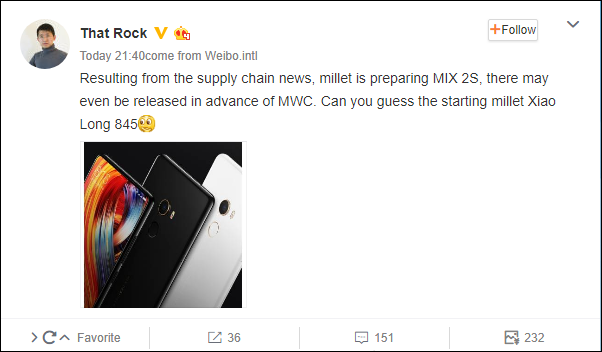 That Rock
+Follow
Today 21:40come from Weibo.intl
Resulting from the supply chain news, millet is preparing MIX 2S, there may
even be released in advance of MWC. Can you guess the starting millet Xiao
Long 845
Favorite
36
151
232